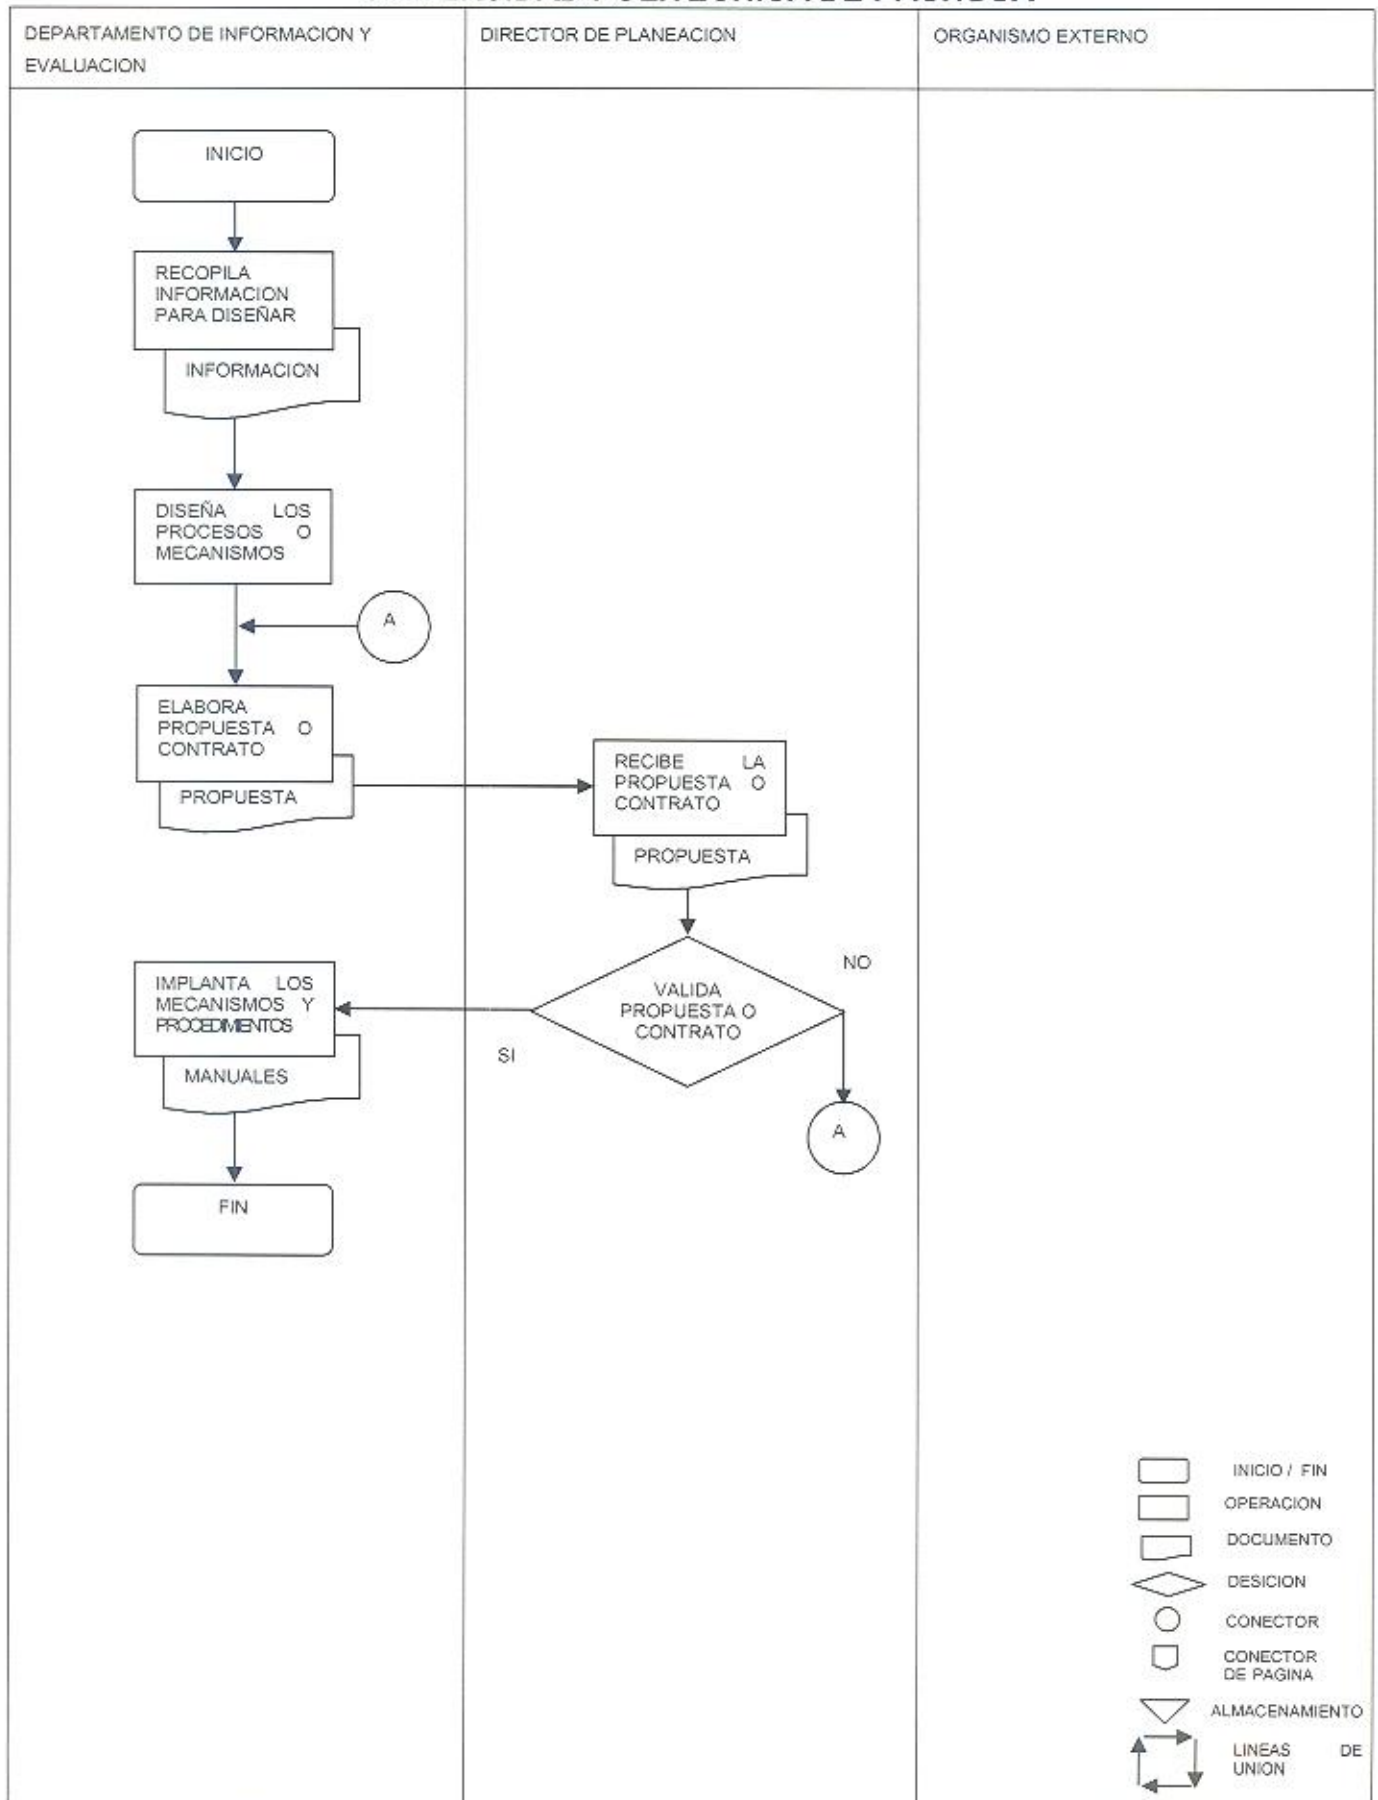 DEPARTAMENTO DE INFORMACION Y
EVALUACION
DIRECTOR DE PLANEACION
ORGANISMO EXTERNO
INICIO
RECOPILA
INFORMACION
PARA DISEÑAR
INFORMACION
DISEÑA LOS
PROCESOS O
MECANISMOS
A
ELABORA
PROPUESTA O
CONTRATO
PROPUESTA
RECIBE LA
PROPUESTA O
CONTRATO
PROPUESTA
VALIDA
PROPUESTA O
CONTRATO
NO
SI
A
IMPLANTA LOS
MECANISMOS Y
PROCEDIMIENTOS
MANUALES
FIN
INICIO / FIN
OPERACION
DOCUMENTO
DESICION
CONECTOR
CONECTOR
DE PAGINA
ALMACENAMIENTO
LINEAS DE
UNION